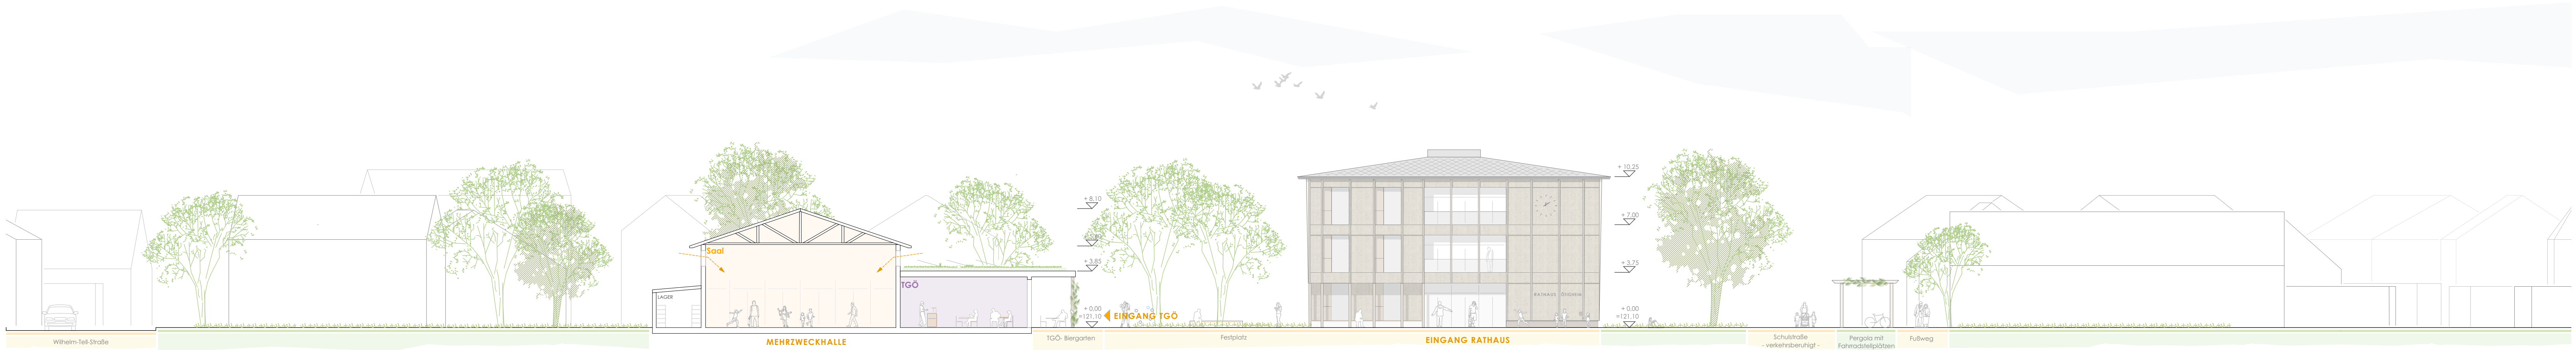 + 10,25
+ 8,10
+ 7,00
Saal
+ 3,85
+ 3,75
TGÖ
LAGER
+ 0,00
=121,10
EINGANG TGÖ
+ 0,00
=121,10
Wilhelm-Tell-Straße
MEHRZWECKHALLE
TGÖ- Biergarten
Festplatz
EINGANG RATHAUS
Schulstraße
- verkehrsberuhigt -
Pergola mit
Fahrradstellplätzen
Fußweg
RATHAUS